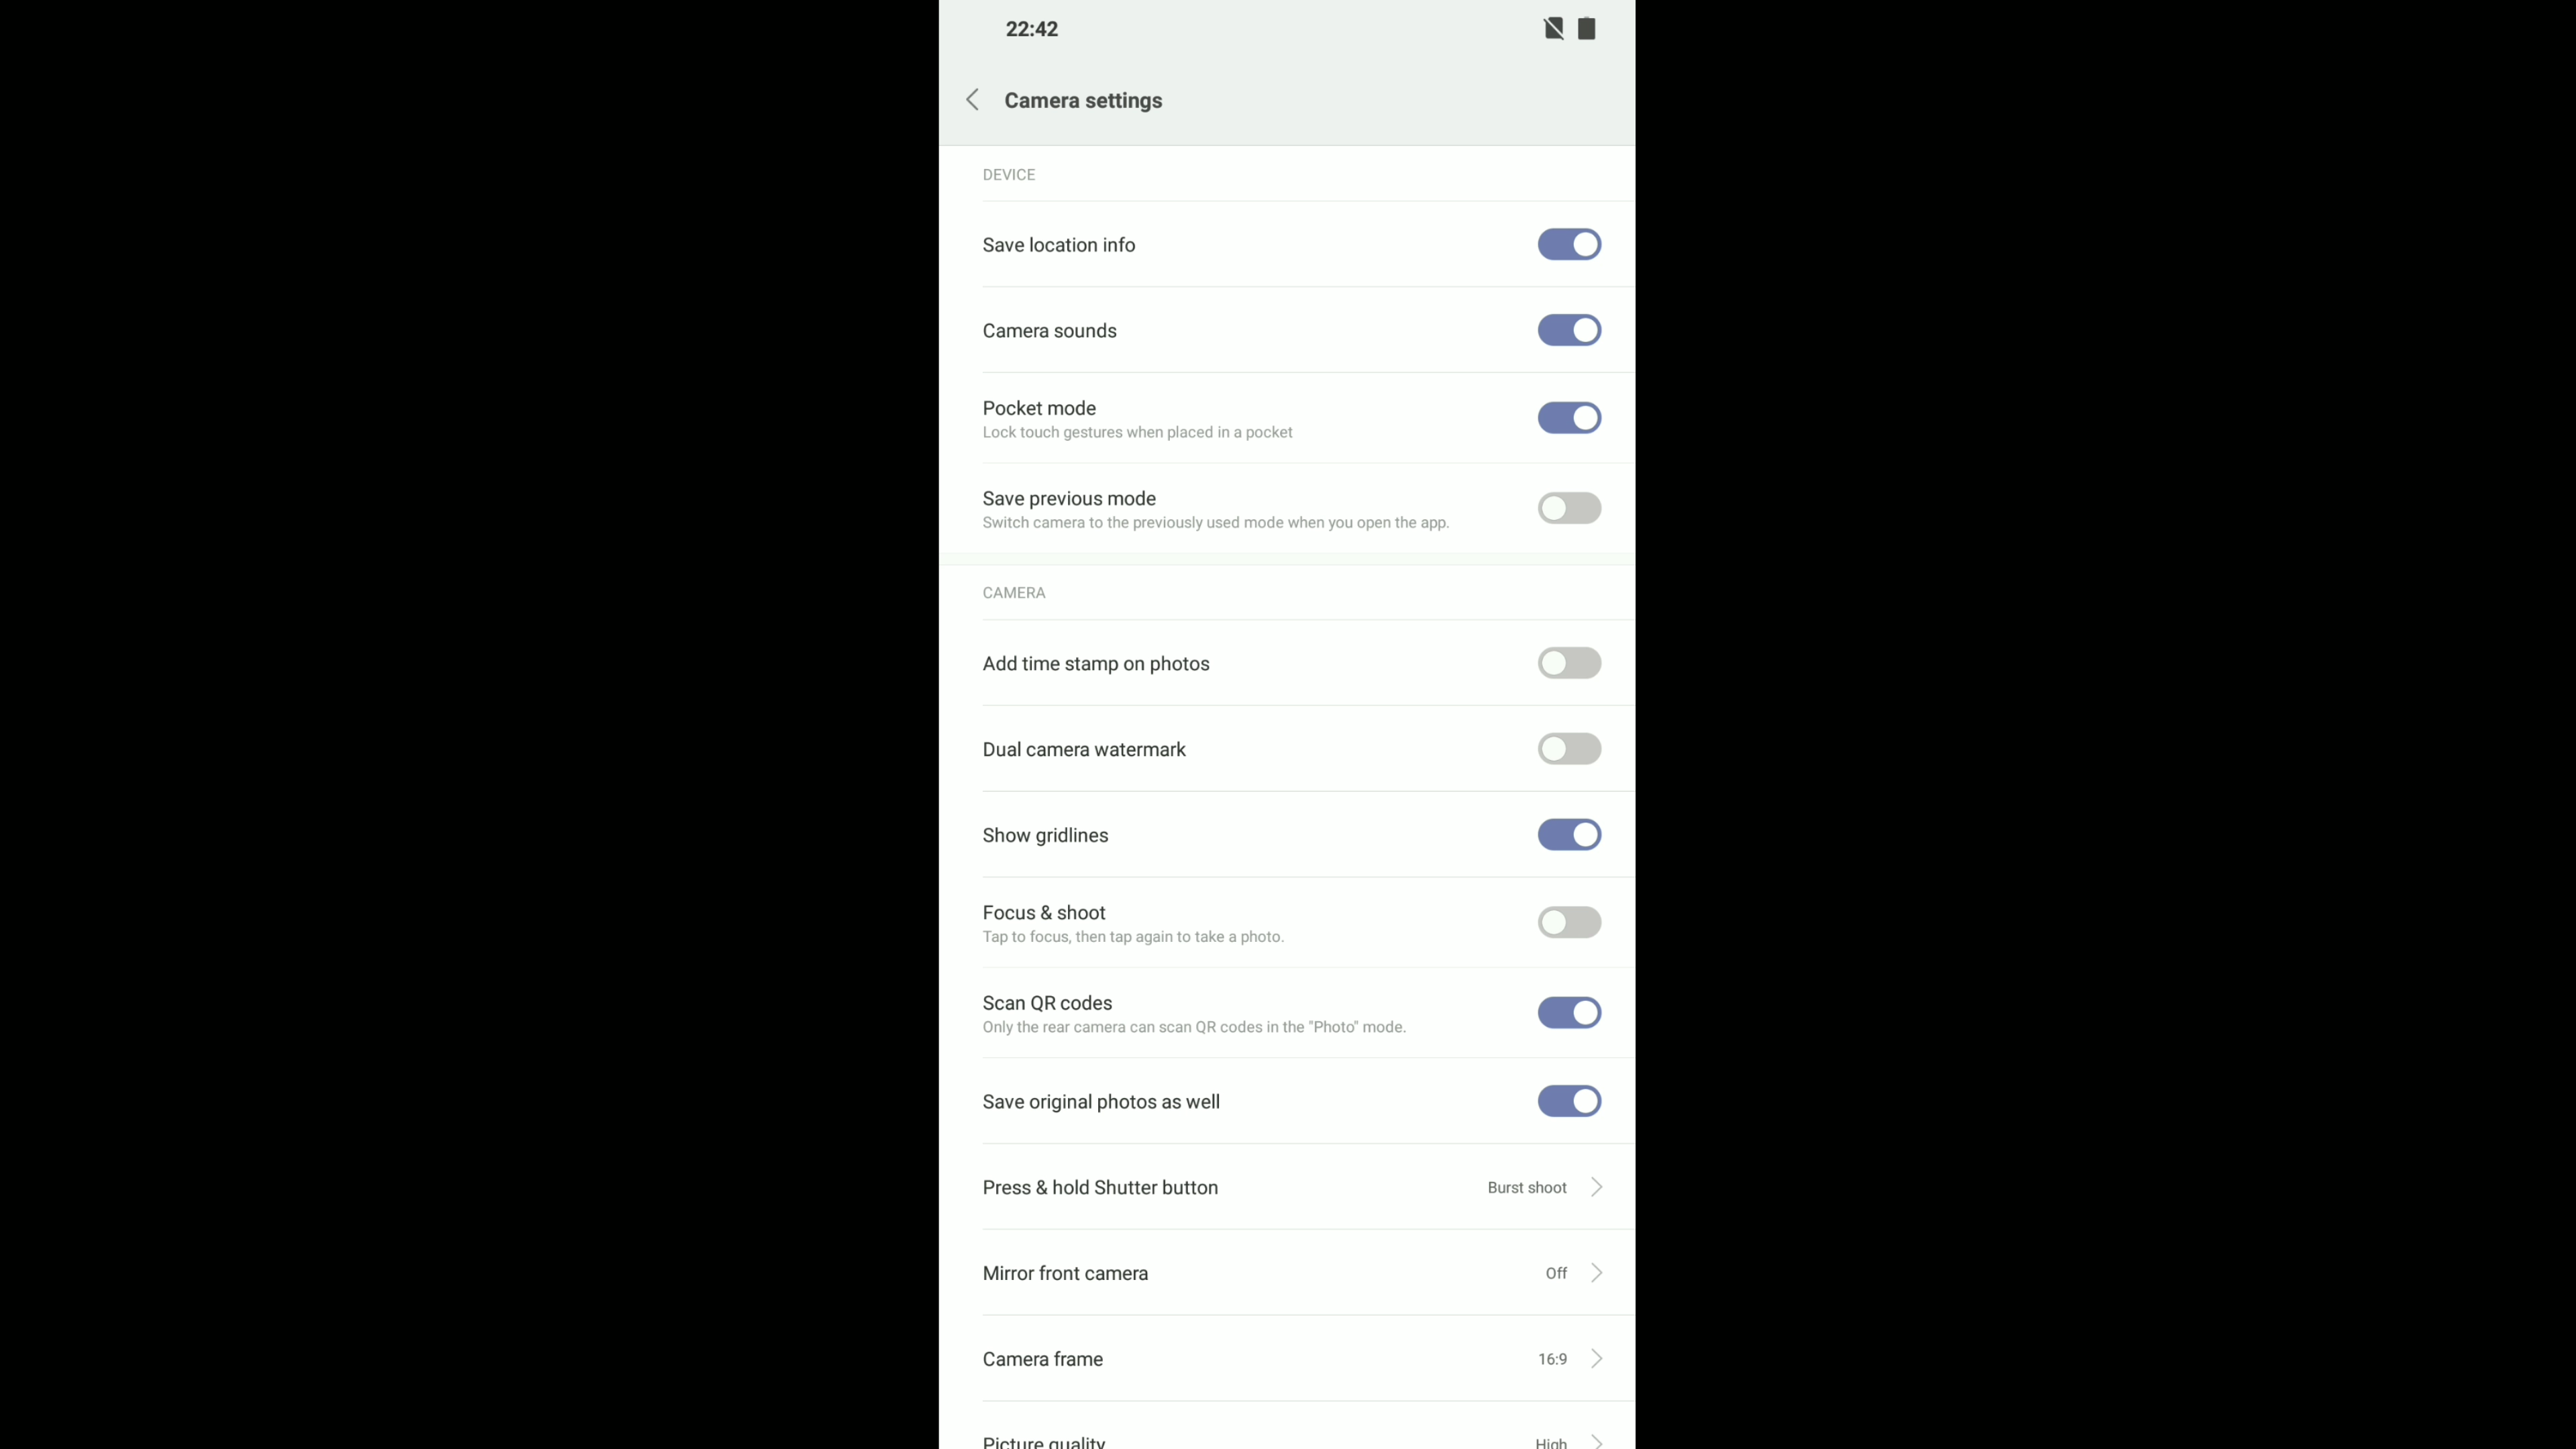 22:42
Camera settings
DEVICE
Save location info
Camera sounds
Pocket mode
Lock touch gestures when placed in a pocket
Save previous mode
Switch camera to the previously used mode when you open the app.
CAMERA
Add time stamp on photos
Dual camera watermark
Show gridlines
Focus & shoot
Tap to focus, then tap again to take a photo.
Scan QR codes
Only the rear camera can scan QR codes in the "Photo" mode.
Save original photos as well
Press & hold Shutter button Burst shoot
Mirror front camera Off
Camera frame 16:9
Picture quality High